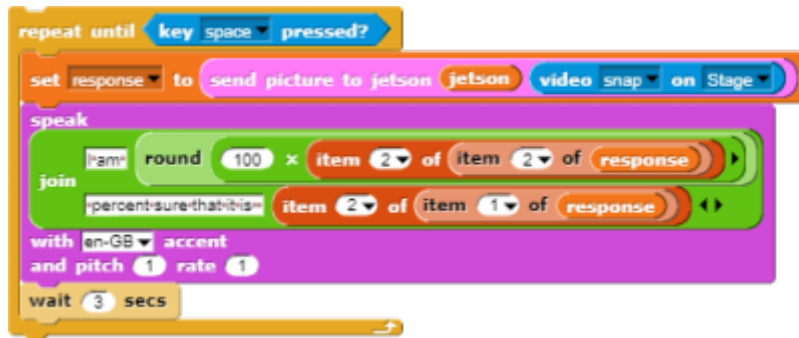 repeat until key space pressed?
set response to send picture to jetson jetson video snap on Stage
speak
I am round 100 × item 2 of item 2 of response
join
percent sure that it is item 2 of item 1 of response
with en-GB accent
and pitch 1 rate 1
wait 3 secs